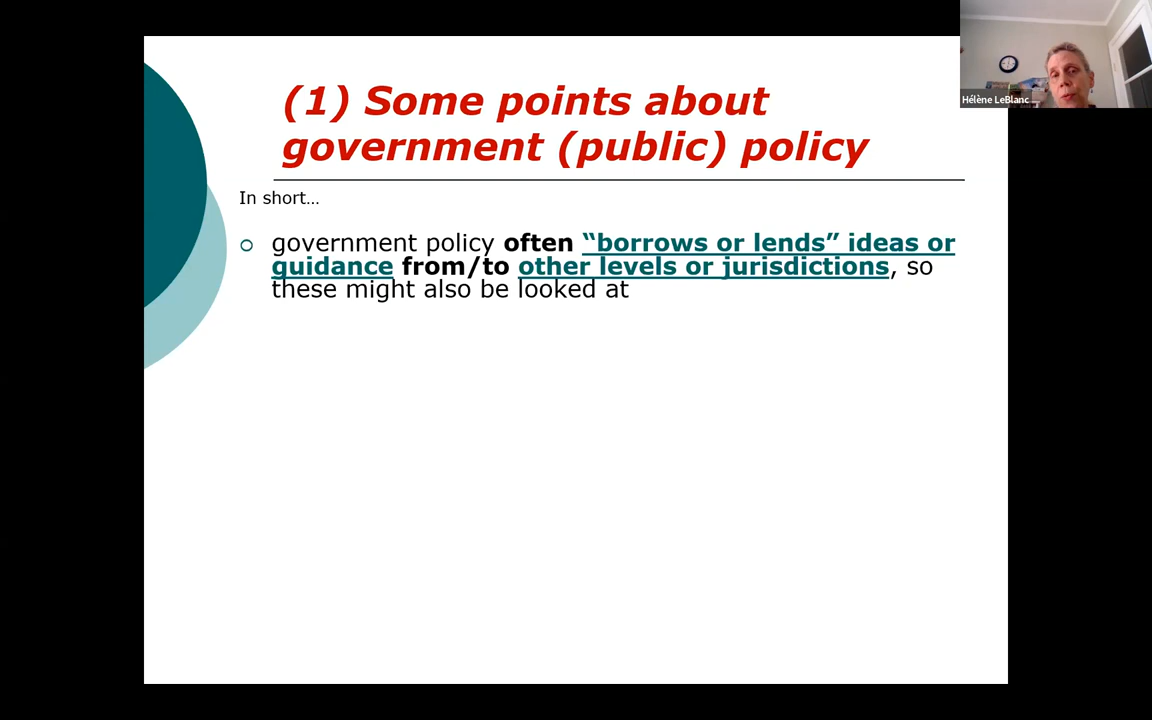 (1) Some points about
government (public) policy
In short…
government policy often “borrows or lends” ideas or
guidance from/to other levels or jurisdictions, so
these might also be looked at
Hélène LeBlanc